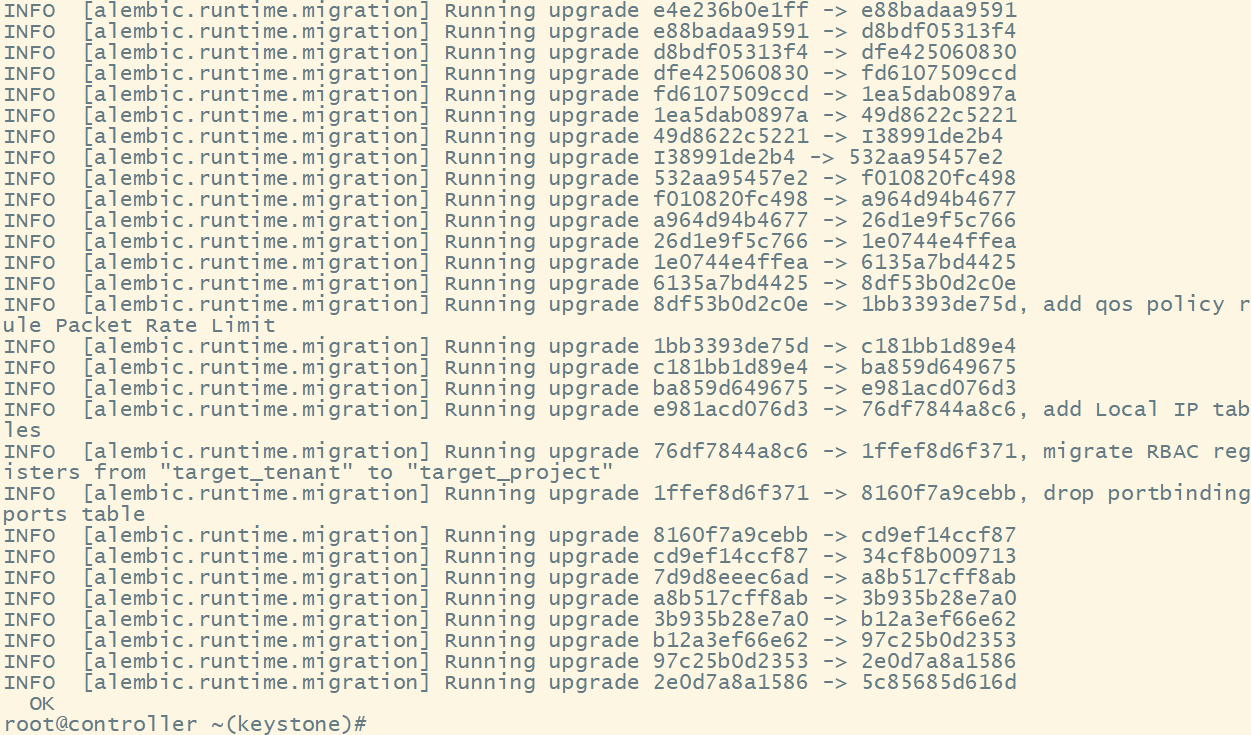 INFO  [alembic.runtime.migration] Running upgrade e4e236b0e1ff -> e88badaa9591
INFO  [alembic.runtime.migration] Running upgrade e88badaa9591 -> d8bdf05313f4
INFO  [alembic.runtime.migration] Running upgrade d8bdf05313f4 -> dfe425060830
INFO  [alembic.runtime.migration] Running upgrade dfe425060830 -> fd6107509ccd
INFO  [alembic.runtime.migration] Running upgrade fd6107509ccd -> 1ea5dab0897a
INFO  [alembic.runtime.migration] Running upgrade 1ea5dab0897a -> 49d8622c5221
INFO  [alembic.runtime.migration] Running upgrade 49d8622c5221 -> I38991de2b4
INFO  [alembic.runtime.migration] Running upgrade I38991de2b4 -> 532aa95457e2
INFO  [alembic.runtime.migration] Running upgrade 532aa95457e2 -> f010820fc498
INFO  [alembic.runtime.migration] Running upgrade f010820fc498 -> a964d94b4677
INFO  [alembic.runtime.migration] Running upgrade a964d94b4677 -> 26d1e9f5c766
INFO  [alembic.runtime.migration] Running upgrade 26d1e9f5c766 -> 1e0744e4ffea
INFO  [alembic.runtime.migration] Running upgrade 1e0744e4ffea -> 6135a7bd4425
INFO  [alembic.runtime.migration] Running upgrade 6135a7bd4425 -> 8df53b0d2c0e
INFO  [alembic.runtime.migration] Running upgrade 8df53b0d2c0e -> 1bb3393de75d, add qos policy r
ule Packet Rate Limit
INFO  [alembic.runtime.migration] Running upgrade 1bb3393de75d -> c181bb1d89e4
INFO  [alembic.runtime.migration] Running upgrade c181bb1d89e4 -> ba859d649675
INFO  [alembic.runtime.migration] Running upgrade ba859d649675 -> e981acd076d3
INFO  [alembic.runtime.migration] Running upgrade e981acd076d3 -> 76df7844a8c6, add Local IP tab
les
INFO  [alembic.runtime.migration] Running upgrade 76df7844a8c6 -> 1ffef8d6f371, migrate RBAC reg
isters from "target_tenant" to "target_project"
INFO  [alembic.runtime.migration] Running upgrade 1ffef8d6f371 -> 8160f7a9cebb, drop portbinding
ports table
INFO  [alembic.runtime.migration] Running upgrade 8160f7a9cebb -> cd9ef14ccf87
INFO  [alembic.runtime.migration] Running upgrade cd9ef14ccf87 -> 34cf8b009713
INFO  [alembic.runtime.migration] Running upgrade 7d9d8eeec6ad -> a8b517cff8ab
INFO  [alembic.runtime.migration] Running upgrade a8b517cff8ab -> 3b935b28e7a0
INFO  [alembic.runtime.migration] Running upgrade 3b935b28e7a0 -> b12a3ef66e62
INFO  [alembic.runtime.migration] Running upgrade b12a3ef66e62 -> 97c25b0d2353
INFO  [alembic.runtime.migration] Running upgrade 97c25b0d2353 -> 2e0d7a8a1586
INFO  [alembic.runtime.migration] Running upgrade 2e0d7a8a1586 -> 5c85685d616d
  OK
root@controller ~(keystone)#